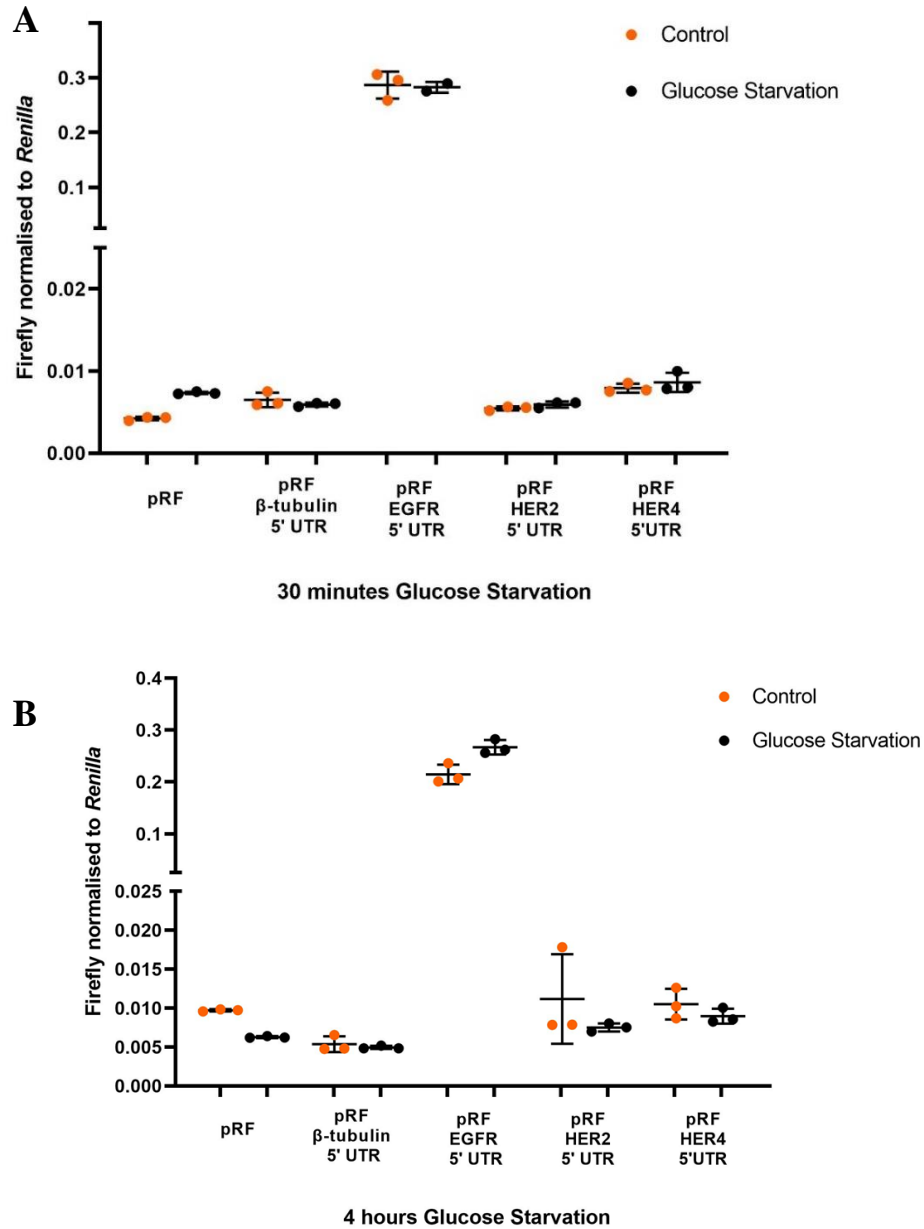 A
Control
Glucose Starvation
Firefly normalised to Renilla
0.3
0.2
0.1
0.02
0.01
0.00
pRF
pRF
β-tubulin
5' UTR
pRF
EGFR
5' UTR
pRF
HER2
5' UTR
pRF
HER4
5'UTR
30 minutes Glucose Starvation
B
Control
Glucose Starvation
Firefly normalised to Renilla
0.4
0.3
0.2
0.1
0.025
0.020
0.015
0.010
0.005
0.000
pRF
pRF
β-tubulin
5' UTR
pRF
EGFR
5' UTR
pRF
HER2
5' UTR
pRF
HER4
5'UTR
4 hours Glucose Starvation